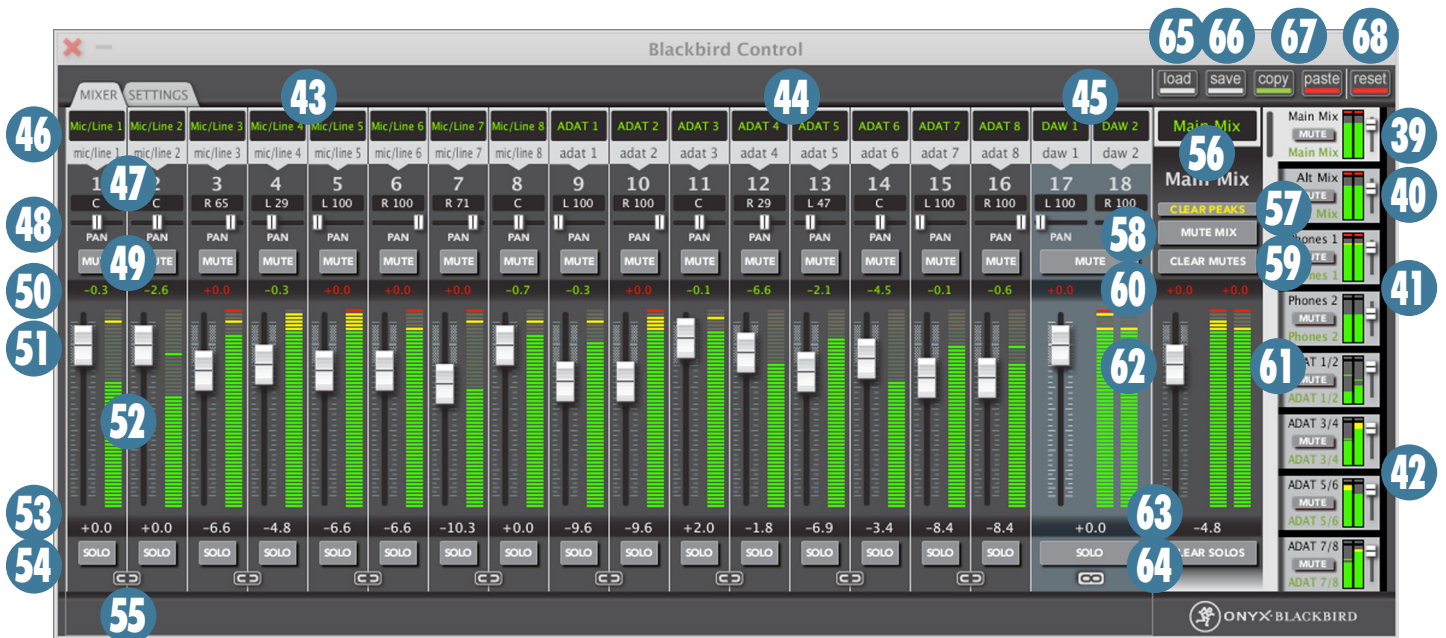 65 66 67 68
Blackbird Control
load save copy paste reset
MIXER SETTINGS
43 44 45
46 Mic/Line 1 Mic/Line 2 Mic/Line 3 Mic/Line 4 Mic/Line 5 Mic/Line 6 Mic/Line 7 Mic/Line 8 ADAT 1 ADAT 2 ADAT 3 ADAT 4 ADAT 5 ADAT 6 ADAT 7 ADAT 8 DAW 1 DAW 2 Main Mix
mic/line 1 mic/line 2 mic/line 3 mic/line 4 mic/line 5 mic/line 6 mic/line 7 mic/line 8 adat 1 adat 2 adat 3 adat 4 adat 5 adat 6 adat 7 adat 8 daw 1 daw 2 56
1 47 2 3 4 5 6 7 8 9 10 11 12 13 14 15 16 17 18 Main Mix
48 C C R 65 L 29 L 100 R 100 R 71 C L 100 R 100 C R 29 L 47 C L 100 R 100 L 100 R 100 CLEAR PEAKS 57
PAN PAN PAN PAN PAN PAN PAN PAN PAN PAN PAN PAN PAN PAN PAN PAN PAN 58 MUTE MIX
49 MUTE MUTE MUTE MUTE MUTE MUTE MUTE MUTE MUTE MUTE MUTE MUTE MUTE MUTE MUTE CLEAR MUTES 59
50 -0.3 -2.6 +0.0 -0.3 +0.0 +0.0 +0.0 -0.7 -0.3 +0.0 -0.1 -6.6 -2.1 -4.5 -0.1 -0.6 +0.0 60 +0.0 +0.0
51 62 61
52
53 +0.0 +0.0 -6.6 -4.8 -6.6 -6.6 -10.3 +0.0 -9.6 -9.6 +2.0 -1.8 -6.9 -3.4 -8.4 -8.4 +0.0 63 -4.8
54 SOLO SOLO SOLO SOLO SOLO SOLO SOLO SOLO SOLO SOLO SOLO SOLO SOLO SOLO SOLO SOLO SOLO 64 CLEAR SOLOS
55
Main Mix
MUTE 39
Main Mix
Alt Mix
MUTE 40
Mix
Phones 1
MUTE
Phones 1
41
Phones 2
MUTE
Phones 2
ADAT 1/2
MUTE
ADAT 1/2
ADAT 3/4
MUTE
ADAT 3/4
42
ADAT 5/6
MUTE
ADAT 5/6
ADAT 7/8
MUTE
ADAT 7/8
ONYX·BLACKBIRD